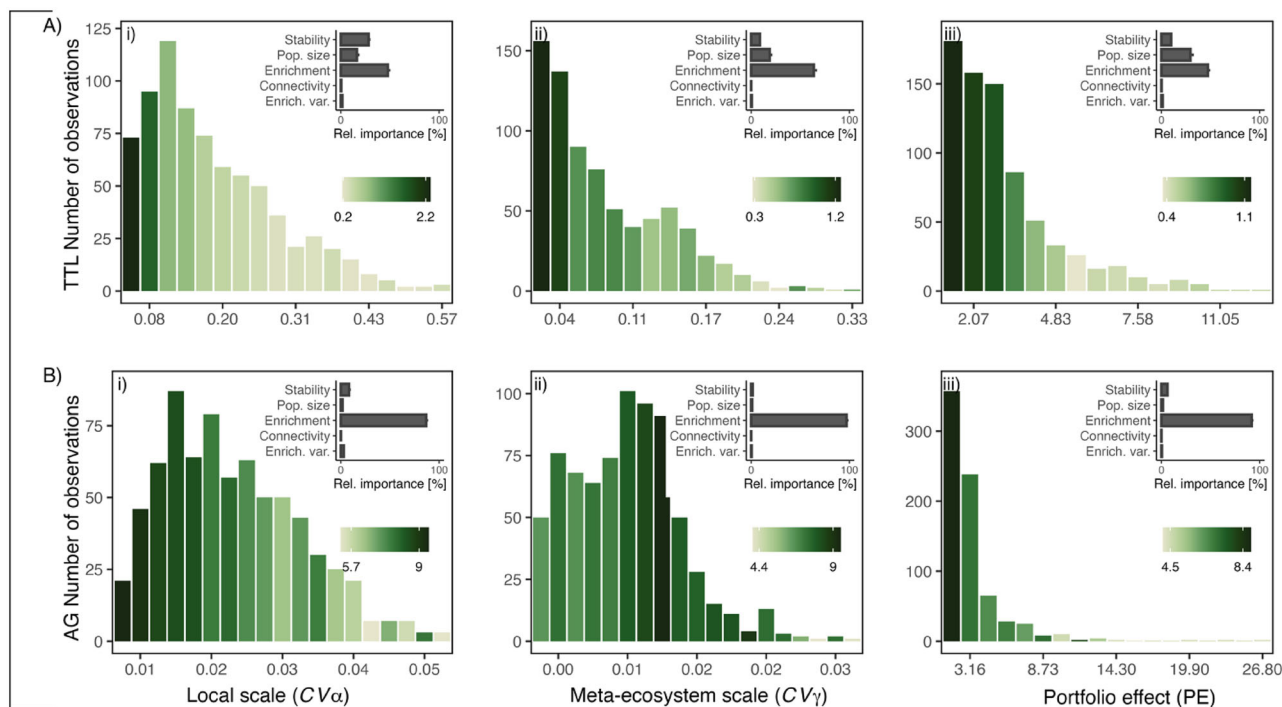 A)
TTL Number of observations
i)
125
100
75
50
25
0
0.08 0.20 0.31 0.43 0.57
Stability
Pop. size
Enrichment
Connectivity
Enrich. var.
0 100
Rel. importance [%]
0.2 2.2
ii)
150
100
50
0
0.04 0.11 0.17 0.24 0.33
Stability
Pop. size
Enrichment
Connectivity
Enrich. var.
0 100
Rel. importance [%]
0.3 1.2
iii)
150
100
50
0
2.07 4.83 7.58 11.05
Stability
Pop. size
Enrichment
Connectivity
Enrich. var.
0 100
Rel. importance [%]
0.4 1.1
B)
AG Number of observations
i)
75
50
25
0
0.01 0.02 0.03 0.04 0.05
Stability
Pop. size
Enrichment
Connectivity
Enrich. var.
0 100
Rel. importance [%]
5.7 9
Local scale (CVα)
ii)
100
75
50
25
0
0.00 0.01 0.02 0.02 0.03
Stability
Pop. size
Enrichment
Connectivity
Enrich. var.
0 100
Rel. importance [%]
4.4 9
Meta-ecosystem scale (CVγ)
iii)
300
200
100
0
3.16 8.73 14.30 19.90 26.80
Stability
Pop. size
Enrichment
Connectivity
Enrich. var.
0 100
Rel. importance [%]
4.5 8.4
Portfolio effect (PE)